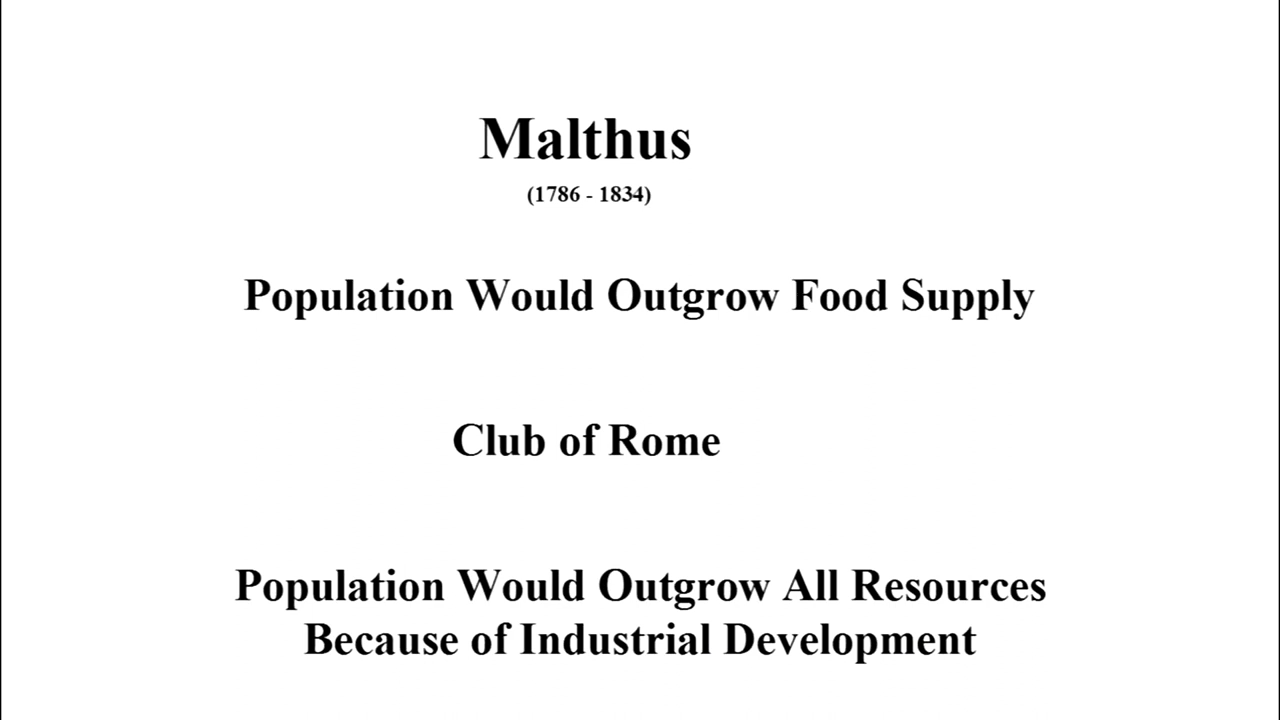 Malthus
(1786 - 1834)
Population Would Outgrow Food Supply
Club of Rome
Population Would Outgrow All Resources
Because of Industrial Development